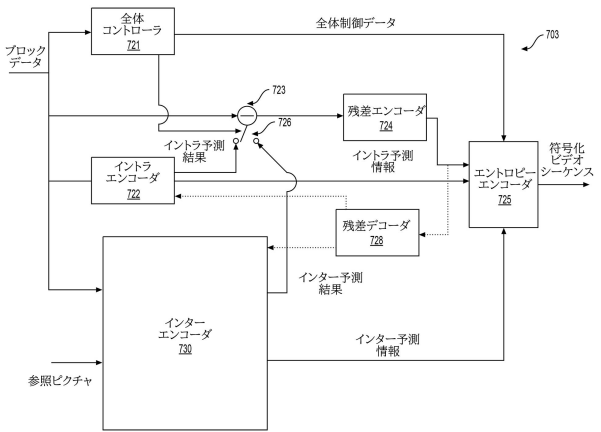 全体
コントローラ
721
全体制御データ
703
ブロック
データ
723
726
残差エンコーダ
724
イントラ予測
結果
イントラ予測
情報
イントラ
エンコーダ
722
エントロピー
エンコーダ
725
符号化
ビデオ
シーケンス
残差デコーダ
728
インター予測
結果
インター
エンコーダ
730
インター予測
情報
参照ピクチャ